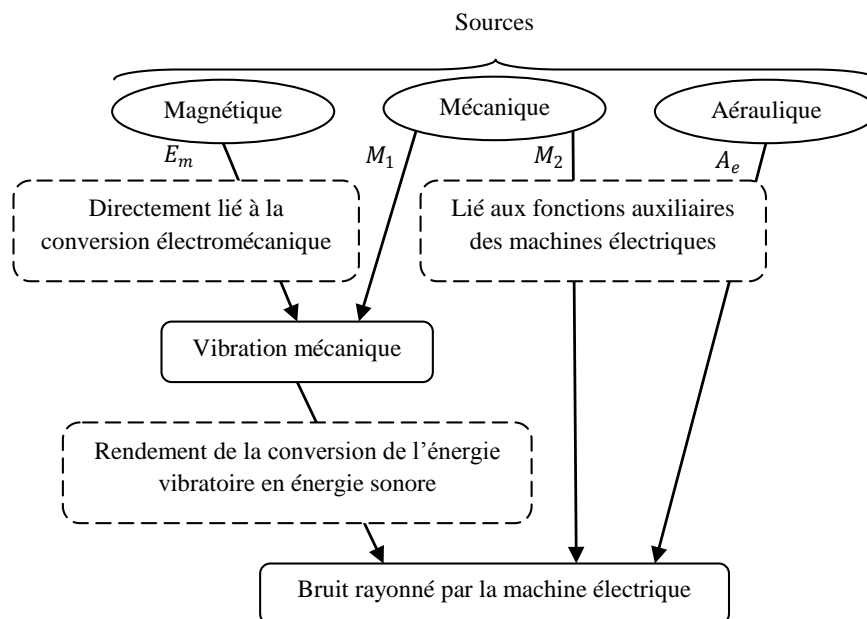 Sources
Magnétique
Mécanique
Aéraulique
E_m
M_1
M_2
A_e
Directement lié à la
conversion électromécanique
Lié aux fonctions auxiliaires
des machines électriques
Vibration mécanique
Rendement de la conversion de l’énergie
vibratoire en énergie sonore
Bruit rayonné par la machine électrique